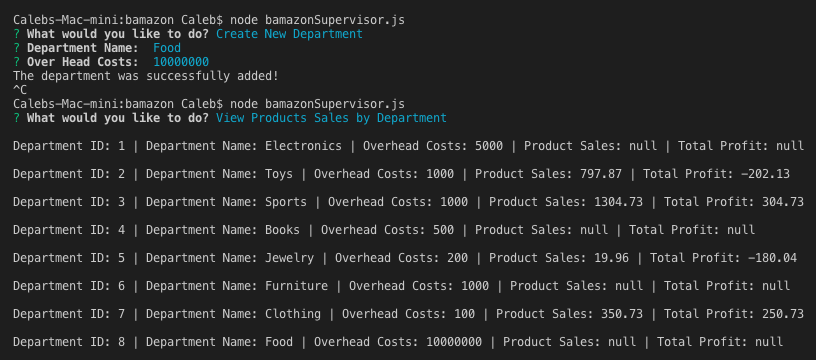 Calebs-Mac-mini:bamazon Caleb$ node bamazonSupervisor.js
? What would you like to do? Create New Department
? Department Name:  Food
? Over Head Costs:  10000000
The department was successfully added!
^C
Calebs-Mac-mini:bamazon Caleb$ node bamazonSupervisor.js
? What would you like to do? View Products Sales by Department
Department ID: 1 | Department Name: Electronics | Overhead Costs: 5000 | Product Sales: null | Total Profit: null
Department ID: 2 | Department Name: Toys | Overhead Costs: 1000 | Product Sales: 797.87 | Total Profit: -202.13
Department ID: 3 | Department Name: Sports | Overhead Costs: 1000 | Product Sales: 1304.73 | Total Profit: 304.73
Department ID: 4 | Department Name: Books | Overhead Costs: 500 | Product Sales: null | Total Profit: null
Department ID: 5 | Department Name: Jewelry | Overhead Costs: 200 | Product Sales: 19.96 | Total Profit: -180.04
Department ID: 6 | Department Name: Furniture | Overhead Costs: 1000 | Product Sales: null | Total Profit: null
Department ID: 7 | Department Name: Clothing | Overhead Costs: 100 | Product Sales: 350.73 | Total Profit: 250.73
Department ID: 8 | Department Name: Food | Overhead Costs: 10000000 | Product Sales: null | Total Profit: null